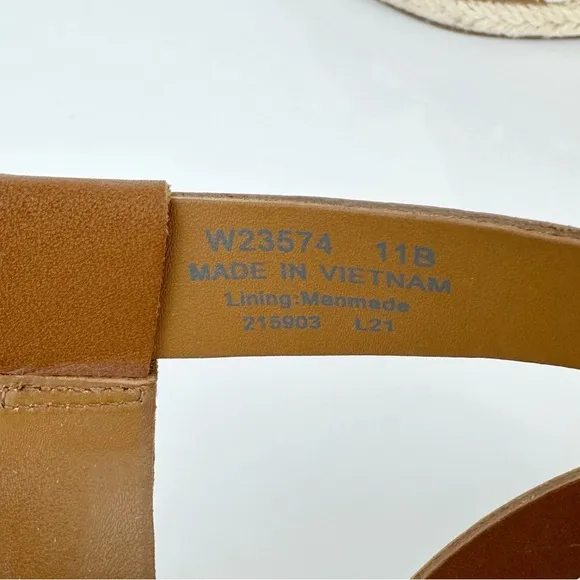 W23574 11B
MADE IN VIETNAM
Lining:Manmade
215903 L21